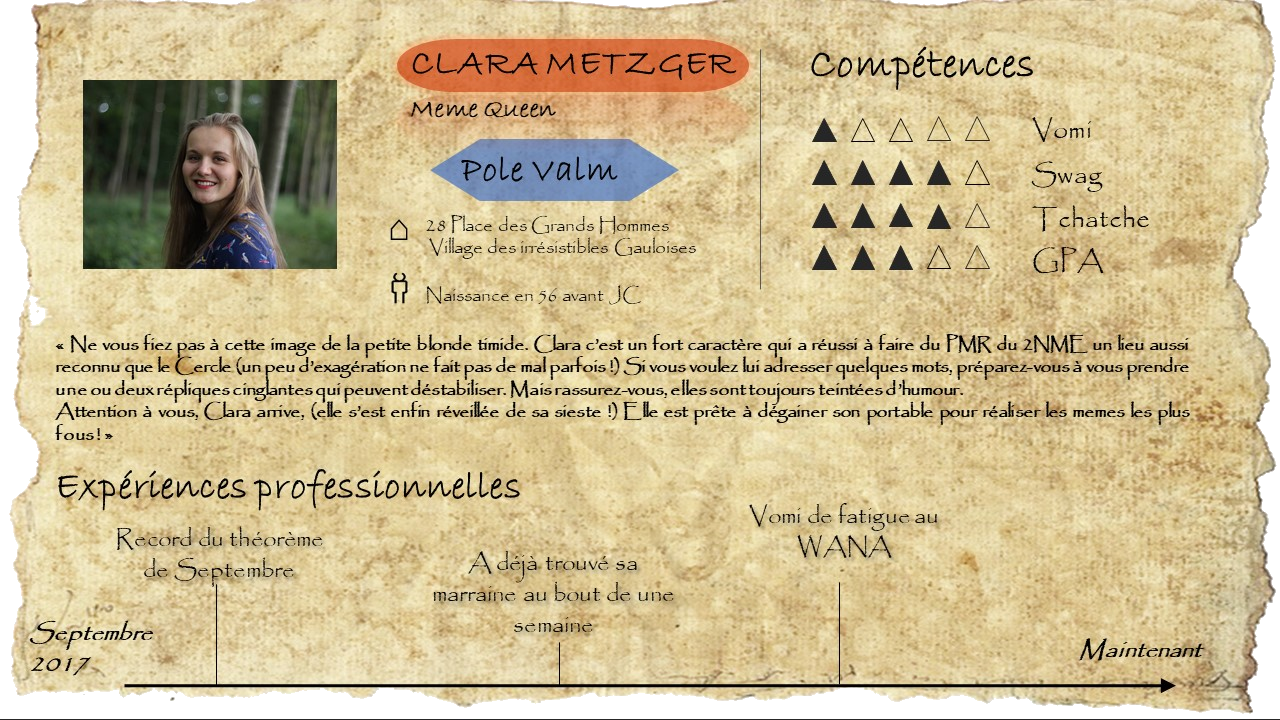 CLARA METZGER
Meme Queen
Pole Valm
28 Place des Grands Hommes
Village des irrésistibles Gauloises
Naissance en 56 avant JC
Compétences
Vomi
Swag
Tchatche
GPA
« Ne vous fiez pas à cette image de la petite blonde timide. Clara c’est un fort caractère qui a réussi à faire du PMR du 2NME un lieu aussi
reconnu que le Cercle (un peu d’exagération ne fait pas de mal parfois !) Si vous voulez lui adresser quelques mots, préparez-vous à vous prendre
une ou deux répliques cinglantes qui peuvent déstabiliser. Mais rassurez-vous, elles sont toujours teintées d’humour.
Attention à vous, Clara arrive, (elle s’est enfin réveillée de sa sieste !) Elle est prête à dégainer son portable pour réaliser les memes les plus
fous ! »
Expériences professionnelles
Record du théorème
de Septembre
A déjà trouvé sa
marraine au bout de une
semaine
Vomi de fatigue au
WANA
Septembre
2017
Maintenant